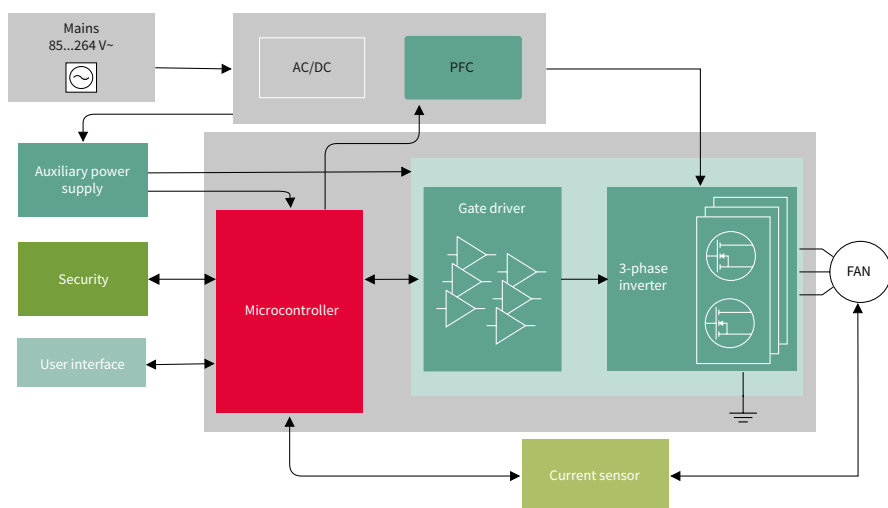 Mains
85...264 V~
AC/DC
PFC
Auxiliary power
supply
Gate driver
Security
3-phase
inverter
FAN
Microcontroller
User interface
Current sensor